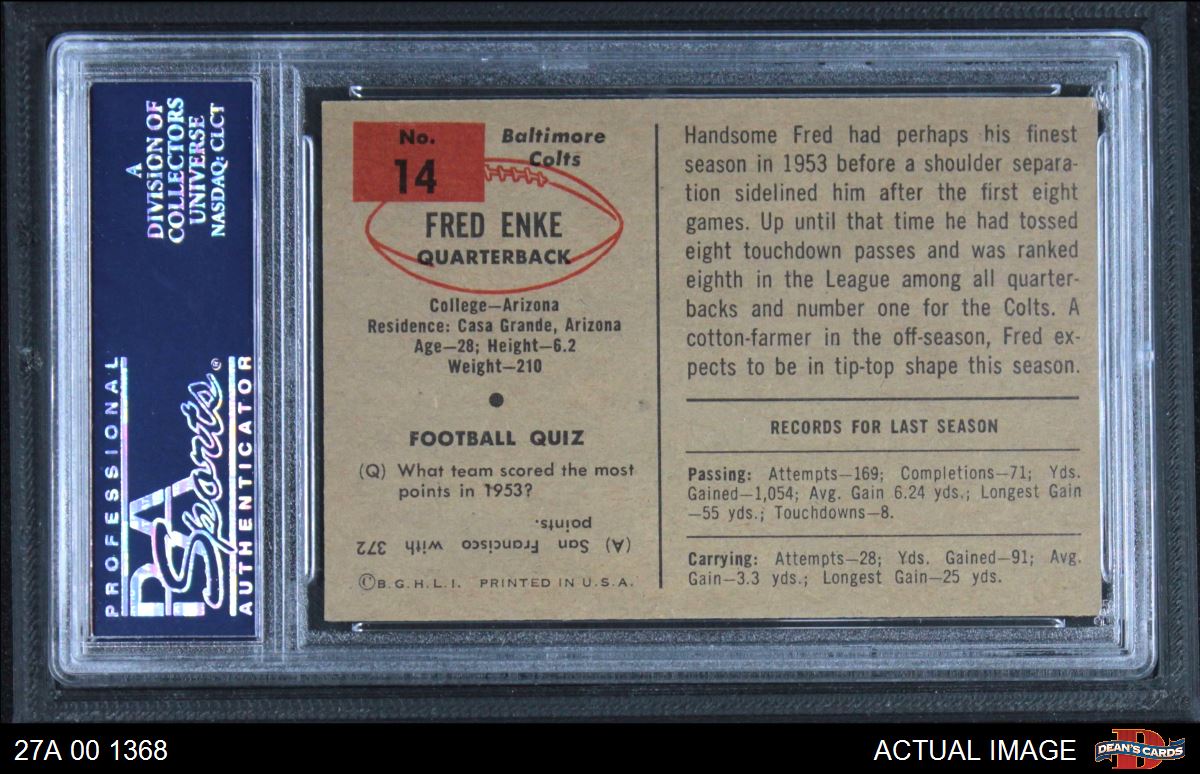 A
DIVISION OF
COLLECTORS
UNIVERSE
NASDAQ: CLCT
PROFESSIONAL
PSA
Sports®
AUTHENTICATOR
No.
14
Baltimore
Colts
FRED ENKE
QUARTERBACK
College—Arizona
Residence: Casa Grande, Arizona
Age—28; Height—6.2
Weight—210
FOOTBALL QUIZ
(Q) What team scored the most
points in 1953?
(A) San Francisco with 372
points.
©B.G.H.L.I. PRINTED IN U.S.A.
Handsome Fred had perhaps his finest
season in 1953 before a shoulder separa-
tion sidelined him after the first eight
games. Up until that time he had tossed
eight touchdown passes and was ranked
eighth in the League among all quarter-
backs and number one for the Colts. A
cotton-farmer in the off-season, Fred ex-
pects to be in tip-top shape this season.
RECORDS FOR LAST SEASON
Passing: Attempts—169; Completions—71; Yds.
Gained—1,054; Avg. Gain 6.24 yds.; Longest Gain
—55 yds.; Touchdowns—8.
Carrying: Attempts—28; Yds. Gained—91; Avg.
Gain—3.3 yds.; Longest Gain—25 yds.
27A 00 1368
ACTUAL IMAGE
D
DEAN'S CARDS